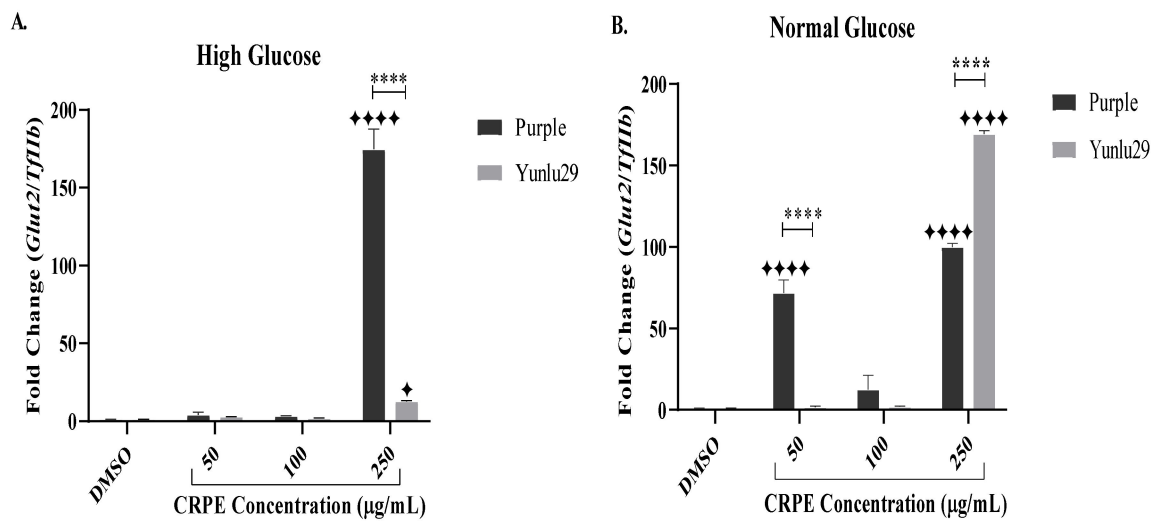 A.
High Glucose
Fold Change (Glut2/TfIIb)
200
150
100
50
0
****
✦✦✦✦
✦
Purple
Yunlu29
DMSO
50
100
250
CRPE Concentration (μg/mL)
B.
Normal Glucose
Fold Change (Glut2/TfIIb)
200
150
100
50
0
✦✦✦✦
****
✦✦✦✦
****
✦✦✦✦
Purple
Yunlu29
DMSO
50
100
250
CRPE Concentration (μg/mL)